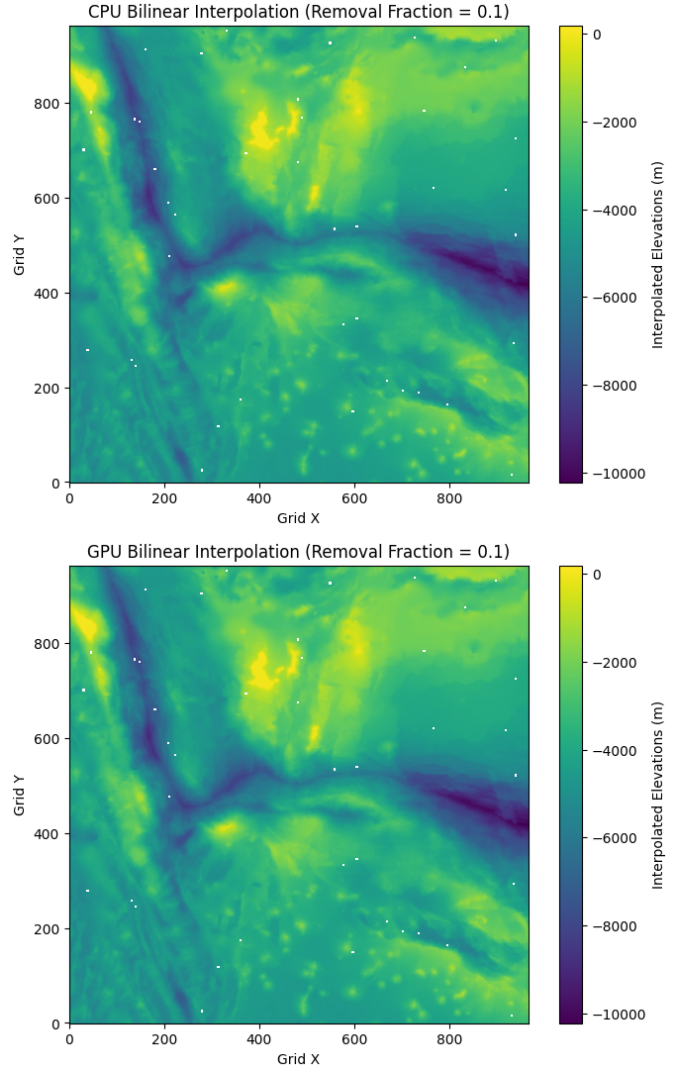 CPU Bilinear Interpolation (Removal Fraction = 0.1)
800
600
400
200
0
Grid Y
0 200 400 600 800
Grid X
0
−2000
−4000
−6000
−8000
−10000
Interpolated Elevations (m)
GPU Bilinear Interpolation (Removal Fraction = 0.1)
800
600
400
200
0
Grid Y
0 200 400 600 800
Grid X
0
−2000
−4000
−6000
−8000
−10000
Interpolated Elevations (m)